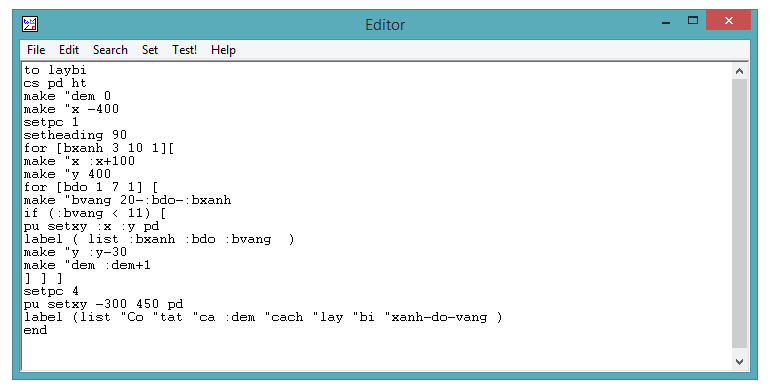 Editor
File Edit Search Set Test! Help
to laybi
cs pd ht
make "dem 0
make "x -400
setpc 1
setheading 90
for [bxanh 3 10 1][
make "x :x+100
make "y 400
for [bdo 1 7 1] [
make "bvang 20-:bdo-:bxanh
if (:bvang < 11) [
pu setxy :x :y pd
label ( list :bxanh :bdo :bvang  )
make "y :y-30
make "dem :dem+1
] ] ]
setpc 4
pu setxy -300 450 pd
label (list "Co "tat "ca :dem "cach "lay "bi "xanh-do-vang )
end